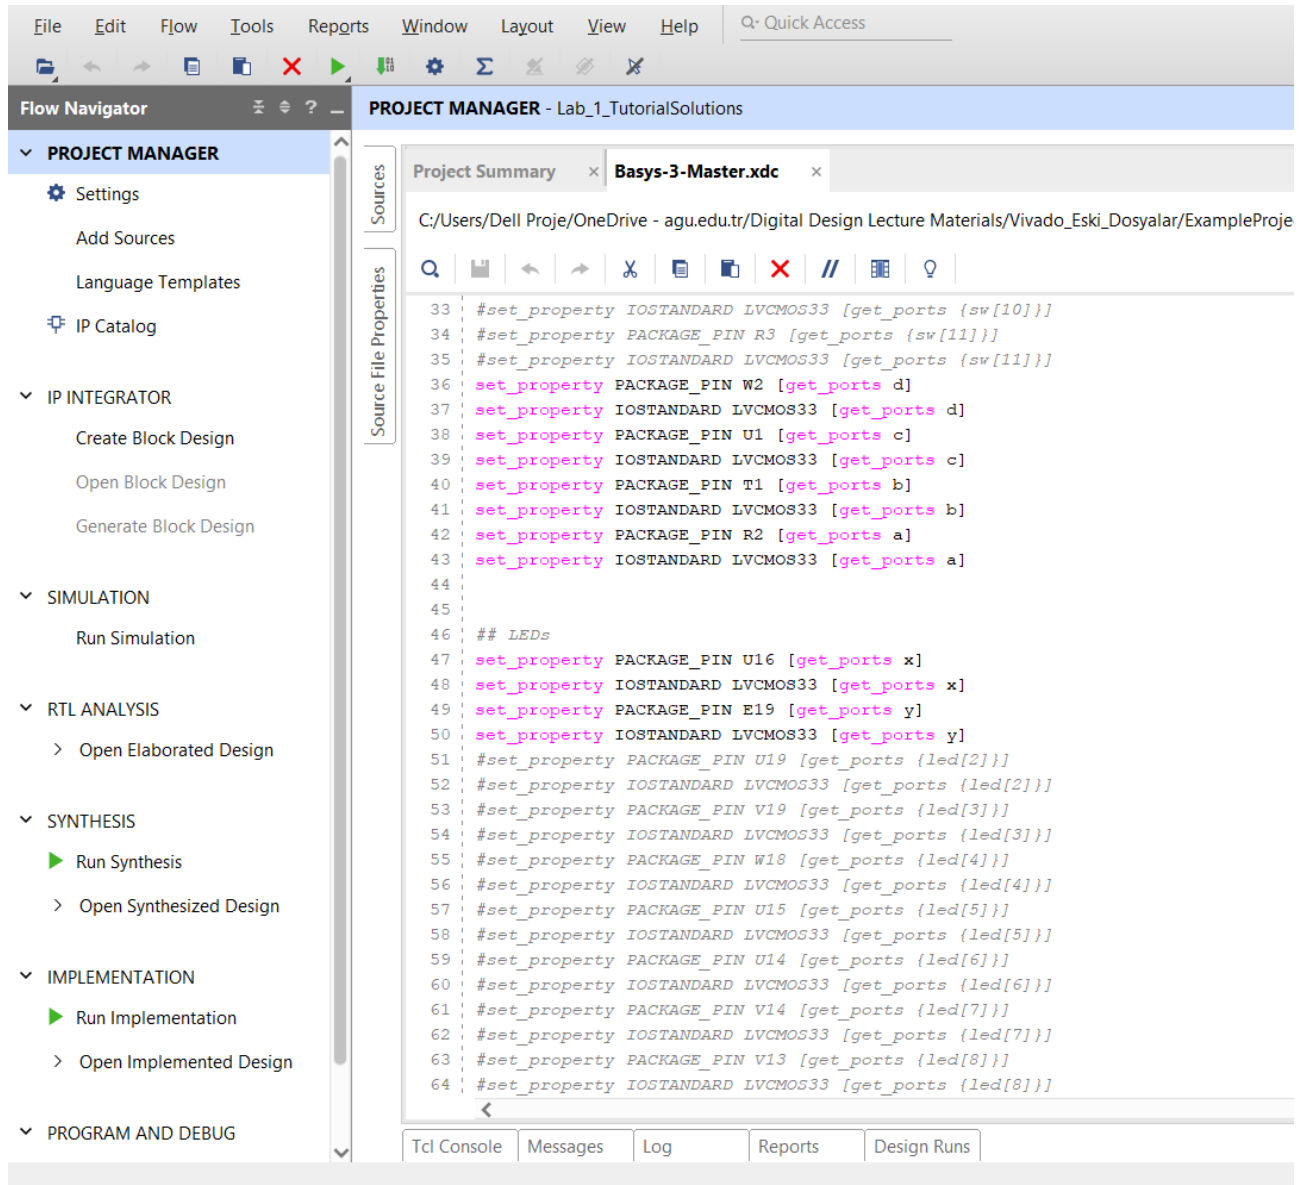 File Edit Flow Tools Reports Window Layout View Help Quick Access
Flow Navigator ?
PROJECT MANAGER - Lab_1_TutorialSolutions
PROJECT MANAGER
Settings
Add Sources
Language Templates
IP Catalog
IP INTEGRATOR
Create Block Design
Open Block Design
Generate Block Design
SIMULATION
Run Simulation
RTL ANALYSIS
Open Elaborated Design
SYNTHESIS
Run Synthesis
Open Synthesized Design
IMPLEMENTATION
Run Implementation
Open Implemented Design
PROGRAM AND DEBUG
Sources
Source File Properties
Project Summary × Basys-3-Master.xdc ×
C:/Users/Dell Proje/OneDrive - agu.edu.tr/Digital Design Lecture Materials/Vivado_Eski_Dosyalar/ExampleProje
33 #set_property IOSTANDARD LVCMOS33 [get_ports {sw[10]}]
34 #set_property PACKAGE_PIN R3 [get_ports {sw[11]}]
35 #set_property IOSTANDARD LVCMOS33 [get_ports {sw[11]}]
36 set_property PACKAGE_PIN W2 [get_ports d]
37 set_property IOSTANDARD LVCMOS33 [get_ports d]
38 set_property PACKAGE_PIN U1 [get_ports c]
39 set_property IOSTANDARD LVCMOS33 [get_ports c]
40 set_property PACKAGE_PIN T1 [get_ports b]
41 set_property IOSTANDARD LVCMOS33 [get_ports b]
42 set_property PACKAGE_PIN R2 [get_ports a]
43 set_property IOSTANDARD LVCMOS33 [get_ports a]
44
45
46 ## LEDs
47 set_property PACKAGE_PIN U16 [get_ports x]
48 set_property IOSTANDARD LVCMOS33 [get_ports x]
49 set_property PACKAGE_PIN E19 [get_ports y]
50 set_property IOSTANDARD LVCMOS33 [get_ports y]
51 #set_property PACKAGE_PIN U19 [get_ports {led[2]}]
52 #set_property IOSTANDARD LVCMOS33 [get_ports {led[2]}]
53 #set_property PACKAGE_PIN V19 [get_ports {led[3]}]
54 #set_property IOSTANDARD LVCMOS33 [get_ports {led[3]}]
55 #set_property PACKAGE_PIN W18 [get_ports {led[4]}]
56 #set_property IOSTANDARD LVCMOS33 [get_ports {led[4]}]
57 #set_property PACKAGE_PIN U15 [get_ports {led[5]}]
58 #set_property IOSTANDARD LVCMOS33 [get_ports {led[5]}]
59 #set_property PACKAGE_PIN U14 [get_ports {led[6]}]
60 #set_property IOSTANDARD LVCMOS33 [get_ports {led[6]}]
61 #set_property PACKAGE_PIN V14 [get_ports {led[7]}]
62 #set_property IOSTANDARD LVCMOS33 [get_ports {led[7]}]
63 #set_property PACKAGE_PIN V13 [get_ports {led[8]}]
64 #set_property IOSTANDARD LVCMOS33 [get_ports {led[8]}]
Tcl Console Messages Log Reports Design Runs